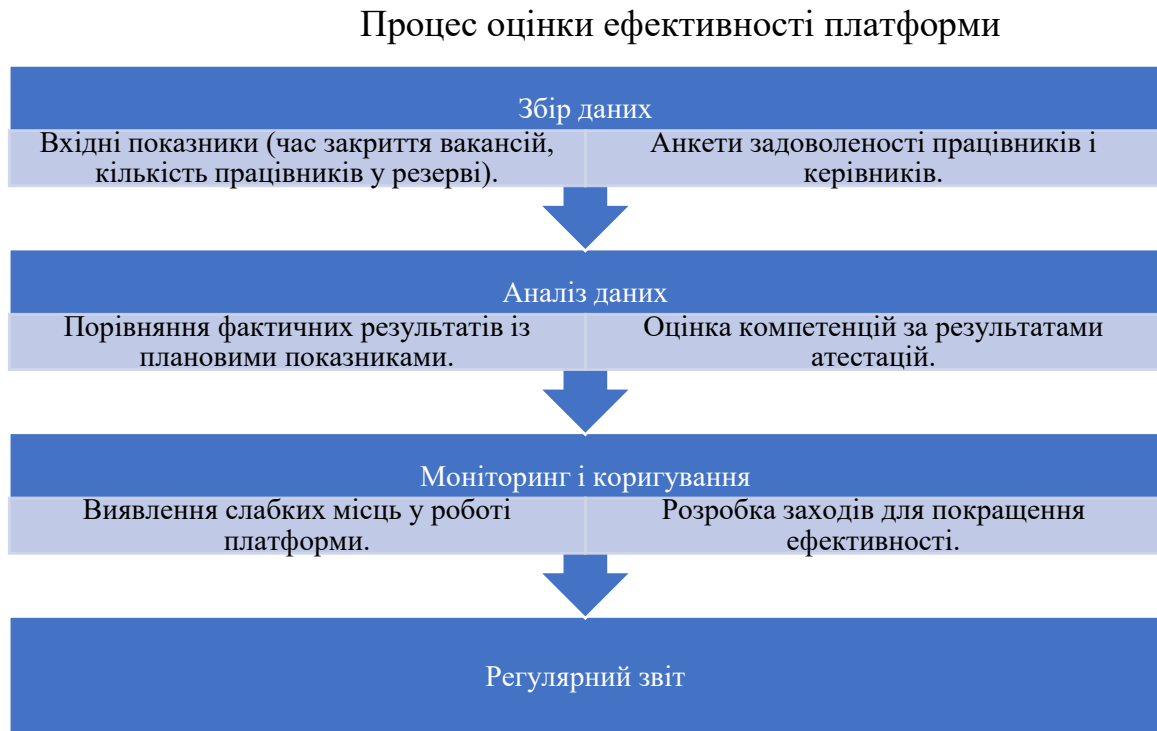 Процес оцінки ефективності платформи
Збір даних
Вхідні показники (час закриття вакансій,
кількість працівників у резерві).
Анкети задоволеності працівників і
керівників.
Аналіз даних
Порівняння фактичних результатів із
плановими показниками.
Оцінка компетенцій за результатами
атестацій.
Моніторинг і коригування
Виявлення слабких місць у роботі
платформи.
Розробка заходів для покращення
ефективності.
Регулярний звіт